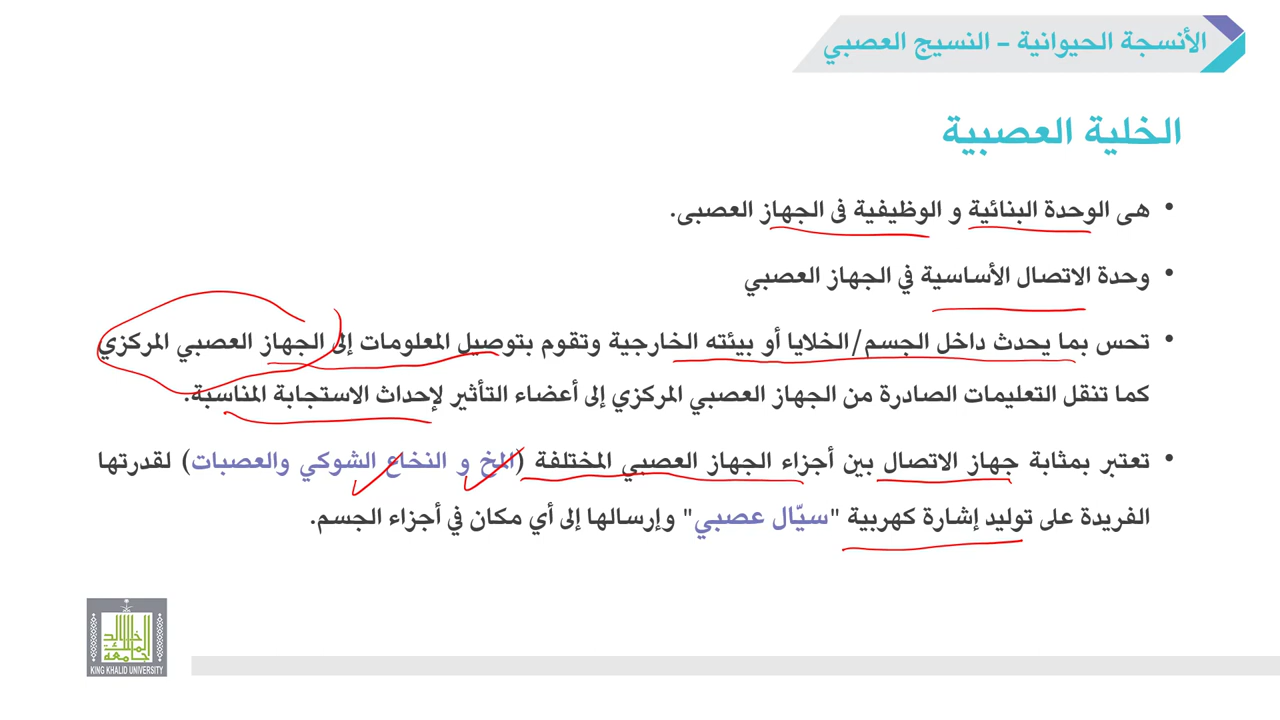 الأنسجة الحيوانية – النسيج العصبي
الخلية العصبية
• هى الوحدة البنائية و الوظيفية فى الجهاز العصبى.
• وحدة الاتصال الأساسية في الجهاز العصبي
• تحس بما يحدث داخل الجسم/الخلايا أو بيئته الخارجية وتقوم بتوصيل المعلومات إلى الجهاز العصبي المركزي
كما تنقل التعليمات الصادرة من الجهاز العصبي المركزي إلى أعضاء التأثير لإحداث الاستجابة المناسبة.
• تعتبر بمثابة جهاز الاتصال بين أجزاء الجهاز العصبي المختلفة (المخ و النخاع الشوكي والعصبات) لقدرتها
الفريدة على توليد إشارة كهربية "سيّال عصبي" وإرسالها إلى أي مكان في أجزاء الجسم.
جامعة الملك خالد
KING KHALID UNIVERSITY